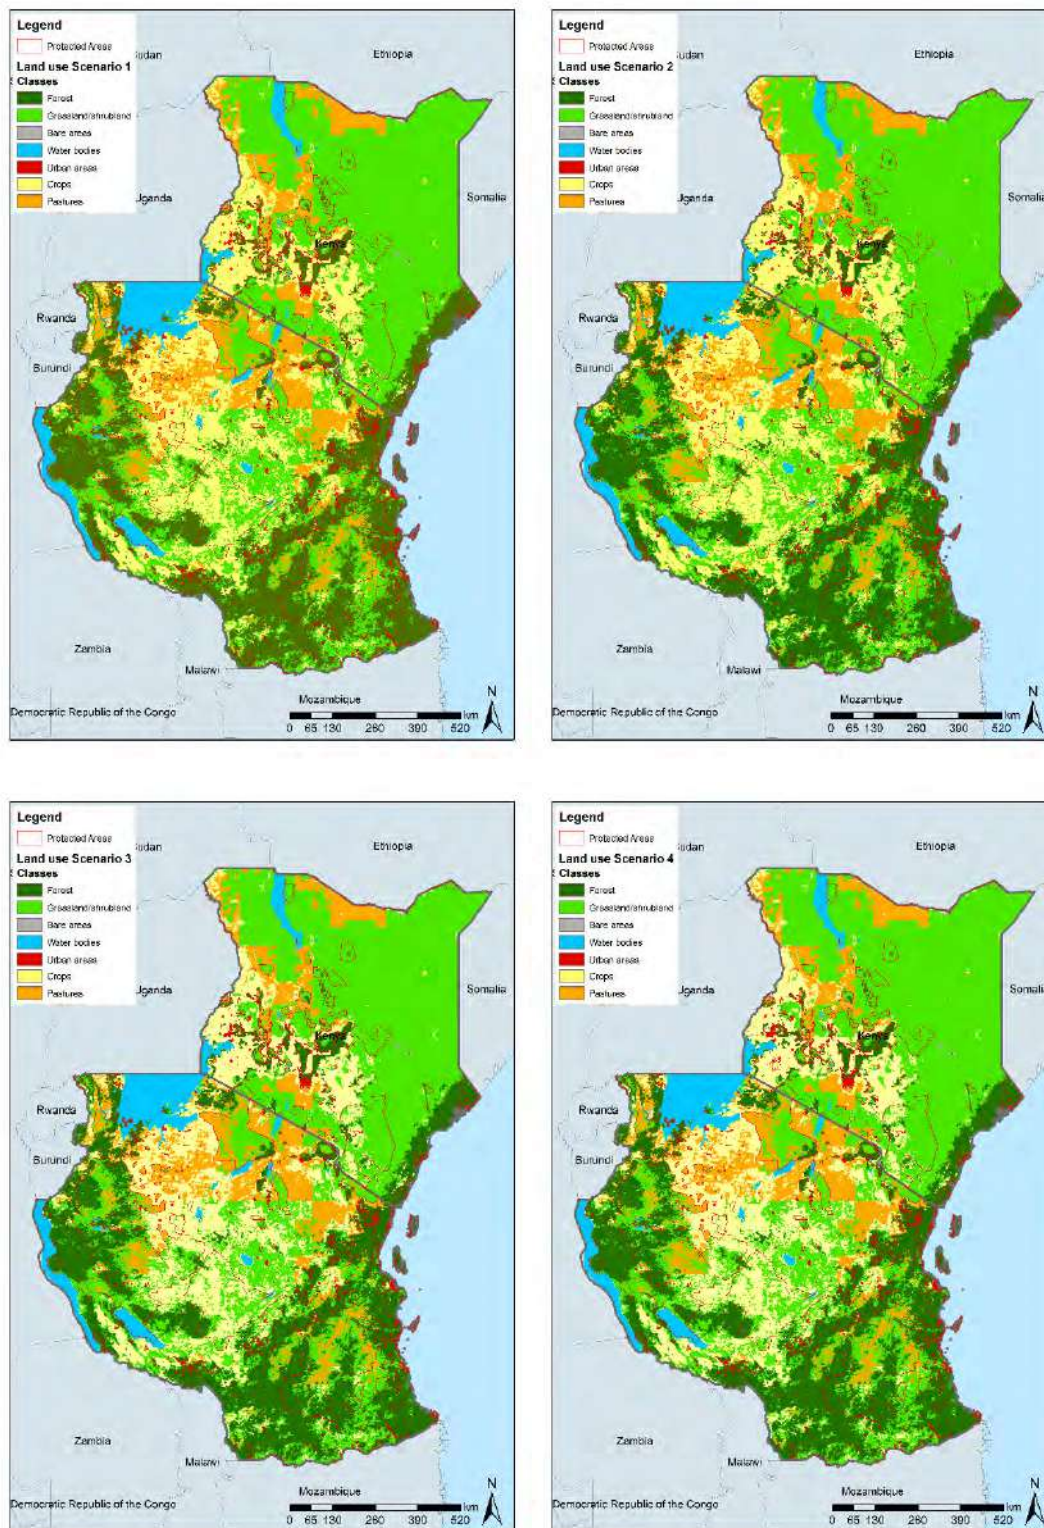 Legend
Protected Areas
Land use Scenario 1
Classes
Forest
Grassland/shrubland
Bare areas
Water bodies
Urban areas
Crops
Pastures
Sudan
Ethiopia
Uganda
Somalia
Kenya
Rwanda
Burundi
Zambia
Malawi
Mozambique
Democratic Republic of the Congo
N
km
0 65 130 260 390 520
Legend
Protected Areas
Land use Scenario 2
Classes
Forest
Grassland/shrubland
Bare areas
Water bodies
Urban areas
Crops
Pastures
Sudan
Ethiopia
Uganda
Somalia
Kenya
Rwanda
Burundi
Zambia
Malawi
Mozambique
Democratic Republic of the Congo
N
km
0 65 130 260 390 520
Legend
Protected Areas
Land use Scenario 3
Classes
Forest
Grassland/shrubland
Bare areas
Water bodies
Urban areas
Crops
Pastures
Sudan
Ethiopia
Uganda
Somalia
Kenya
Rwanda
Burundi
Zambia
Malawi
Mozambique
Democratic Republic of the Congo
N
km
0 65 130 260 390 520
Legend
Protected Areas
Land use Scenario 4
Classes
Forest
Grassland/shrubland
Bare areas
Water bodies
Urban areas
Crops
Pastures
Sudan
Ethiopia
Uganda
Somalia
Kenya
Rwanda
Burundi
Zambia
Malawi
Mozambique
Democratic Republic of the Congo
N
km
0 65 130 260 390 520